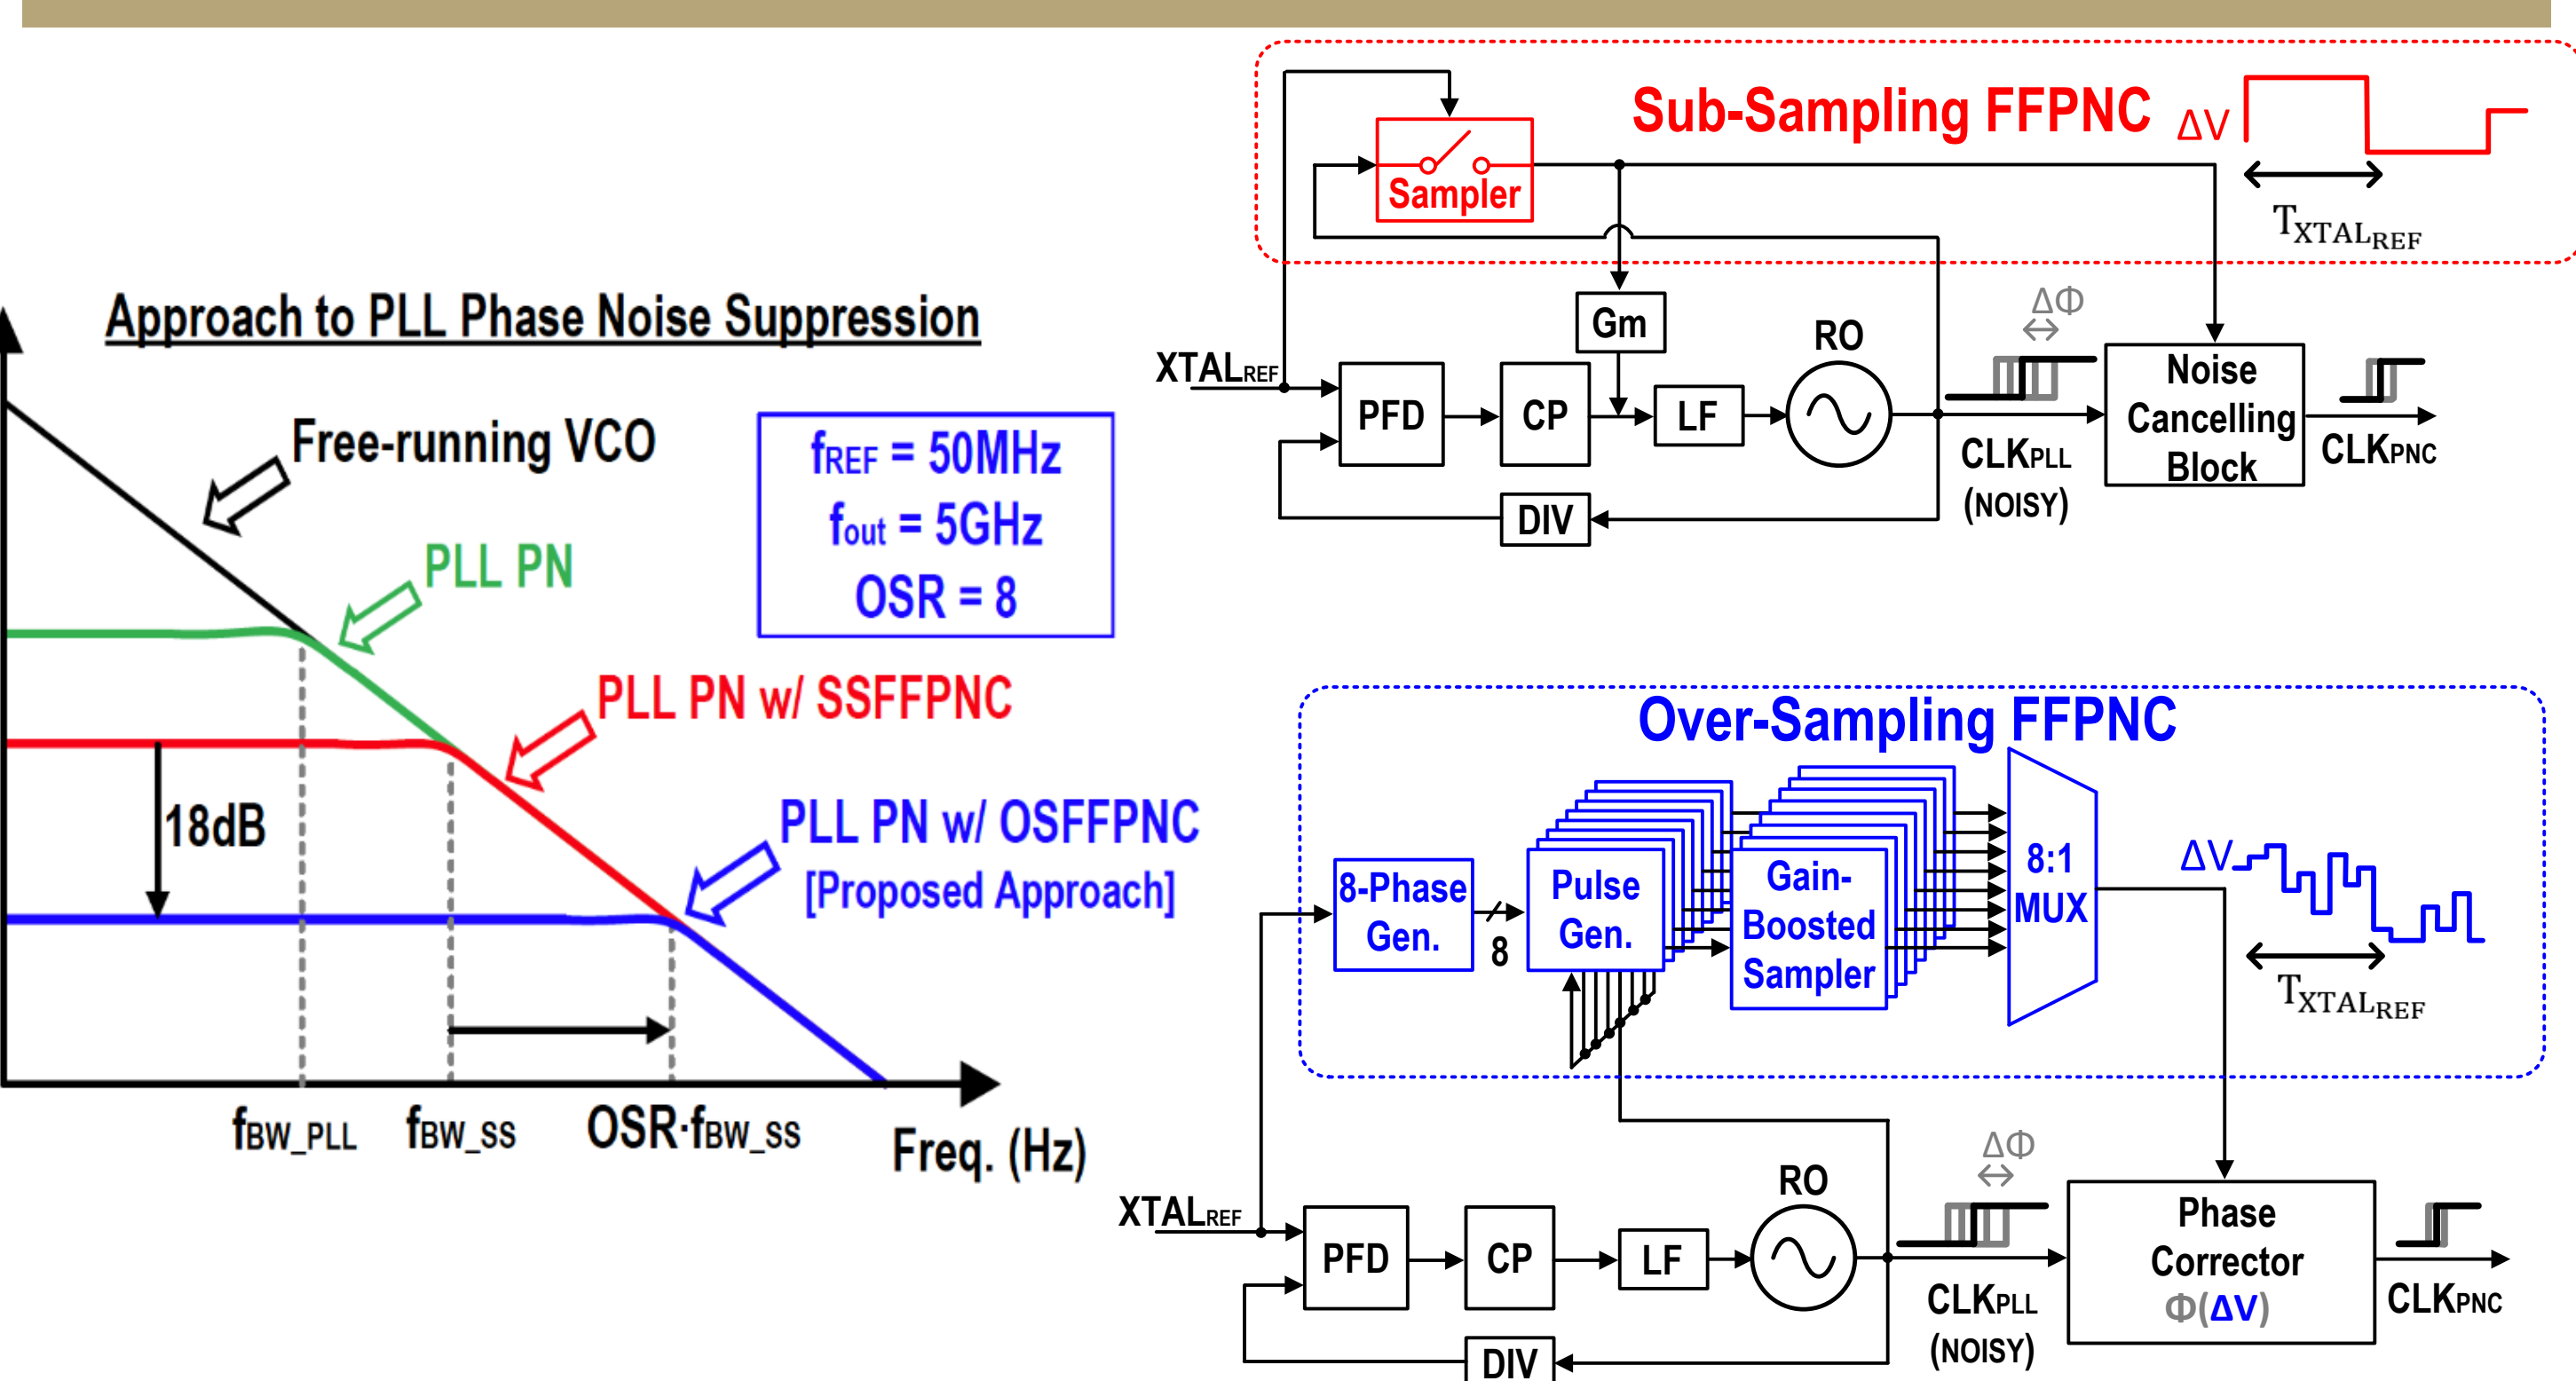 Approach to PLL Phase Noise Suppression
Free-running VCO
PLL PN
PLL PN w/ SSFFPNC
PLL PN w/ OSFFPNC
[Proposed Approach]
fREF = 50MHz
fout = 5GHz
OSR = 8
18dB
fBW_PLL
fBW_SS
OSR·fBW_SS
Freq. (Hz)
Sub-Sampling FFPNC
ΔV
TXTALREF
Sampler
Gm
RO
ΔΦ
XTALREF
PFD
CP
LF
DIV
CLKPLL
(NOISY)
Noise
Cancelling
Block
CLKPNC
Over-Sampling FFPNC
8-Phase
Gen.
8
Pulse
Gen.
Gain-
Boosted
Sampler
8:1
MUX
ΔV
TXTALREF
XTALREF
PFD
CP
LF
RO
DIV
ΔΦ
CLKPLL
(NOISY)
Phase
Corrector
Φ(ΔV)
CLKPNC